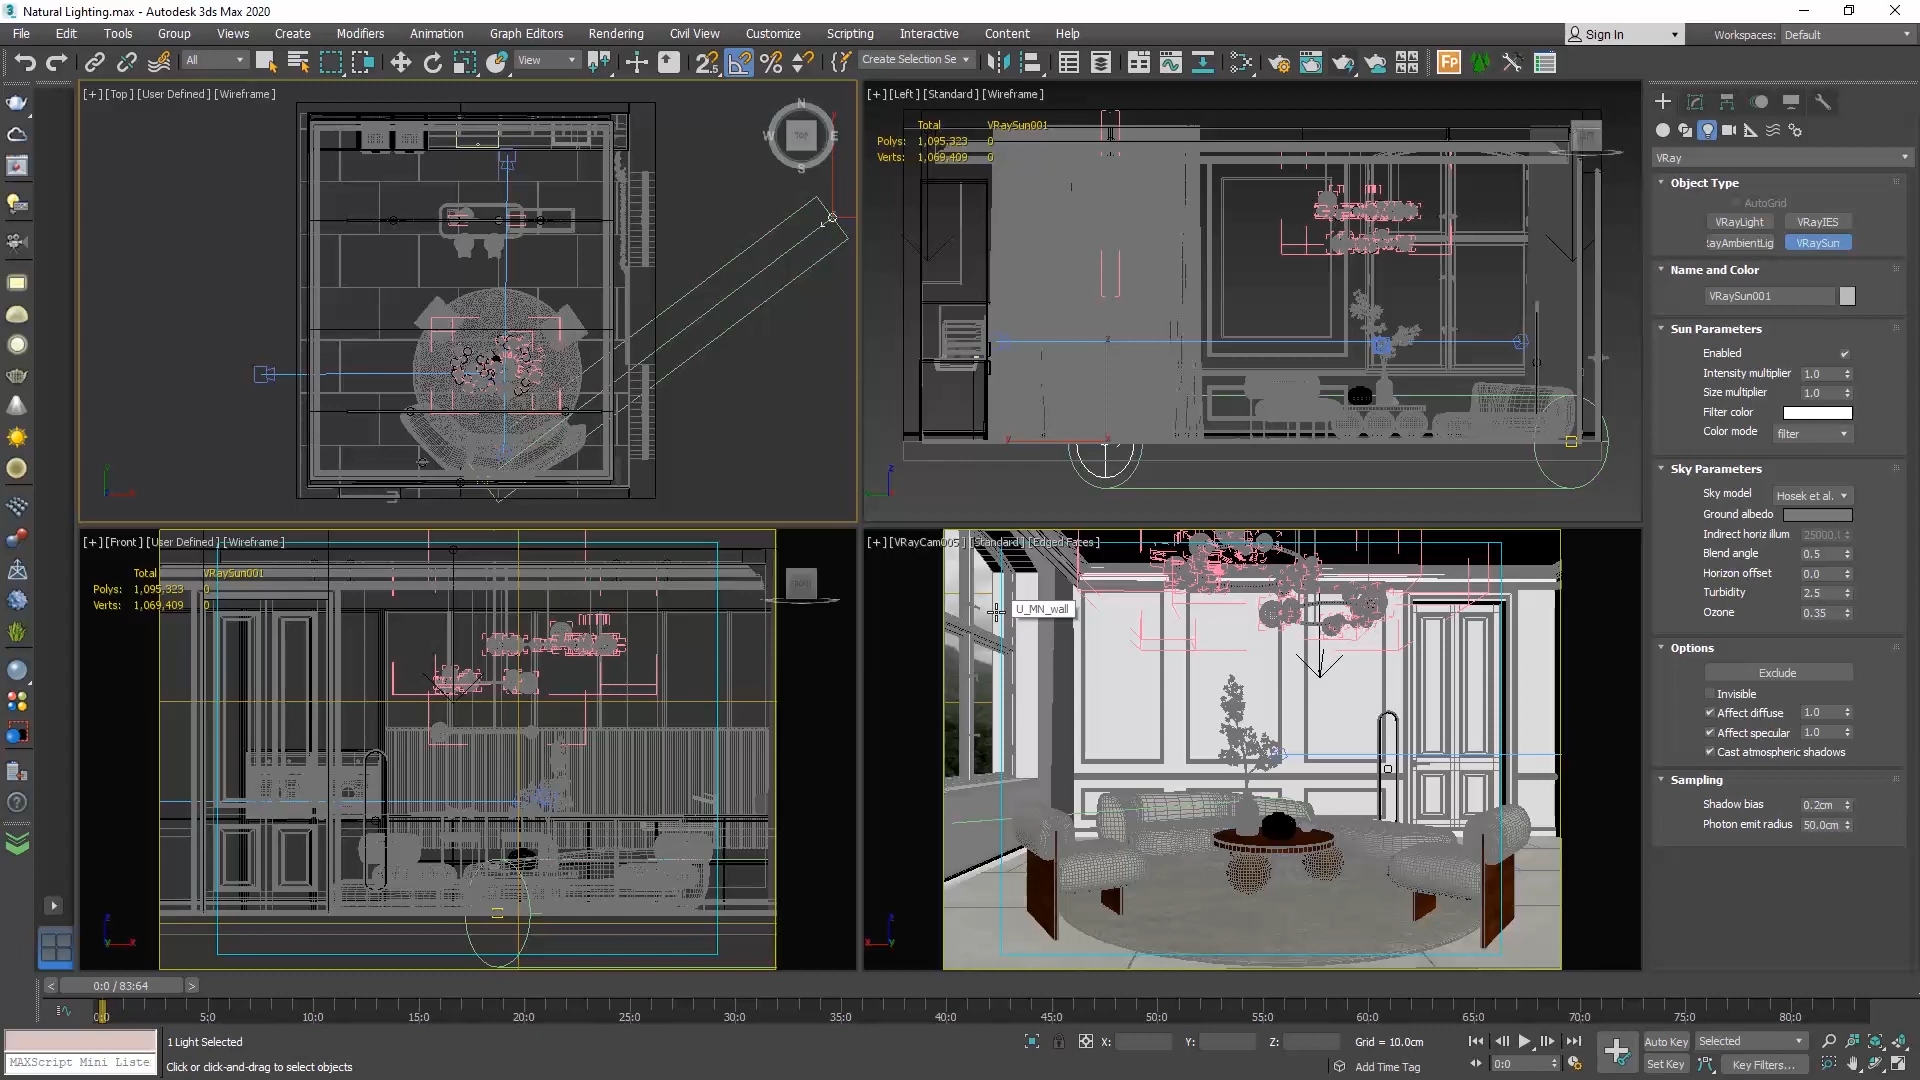 Natural Lighting.max - Autodesk 3ds Max 2020
File Edit Tools Group Views Create Modifiers Animation Graph Editors Rendering Civil View Customize Scripting Interactive Content Help
Sign In
Workspaces: Default
All
View
Create Selection Se
FP
[+] [Top] [User Defined] [Wireframe]
N
W TOP E
S
[+] [Left] [Standard] [Wireframe]
Total VRaySun001
Polys: 1,095,323 0
Verts: 1,069,409 0
[+] [Front] [User Defined] [Wireframe]
Total VRaySun001
Polys: 1,095,323 0
Verts: 1,069,409 0
[+] [VRayCam005] [Standard] [Edged Faces]
U_MN_wall
VRay
Object Type
AutoGrid
VRayLight VRayIES
ayAmbientLig VRaySun
Name and Color
VRaySun001
Sun Parameters
Enabled
Intensity multiplier 1.0
Size multiplier 1.0
Filter color
Color mode filter
Sky Parameters
Sky model Hosek et al.
Ground albedo
Indirect horiz illum 25000.
Blend angle 0.5
Horizon offset 0.0
Turbidity 2.5
Ozone 0.35
Options
Exclude
Invisible
Affect diffuse 1.0
Affect specular 1.0
Cast atmospheric shadows
Sampling
Shadow bias 0.2cm
Photon emit radius 50.0cm
< 0:0 / 83:64 >
0:0 5:0 10:0 15:0 20:0 25:0 30:0 35:0 40:0 45:0 50:0 55:0 60:0 65:0 70:0 75:0 80:0
MAXScript Mini Liste
1 Light Selected
Click or click-and-drag to select objects
X: Y: Z: Grid = 10.0cm
Add Time Tag
0:0
Auto Key Selected
Set Key Key Filters...